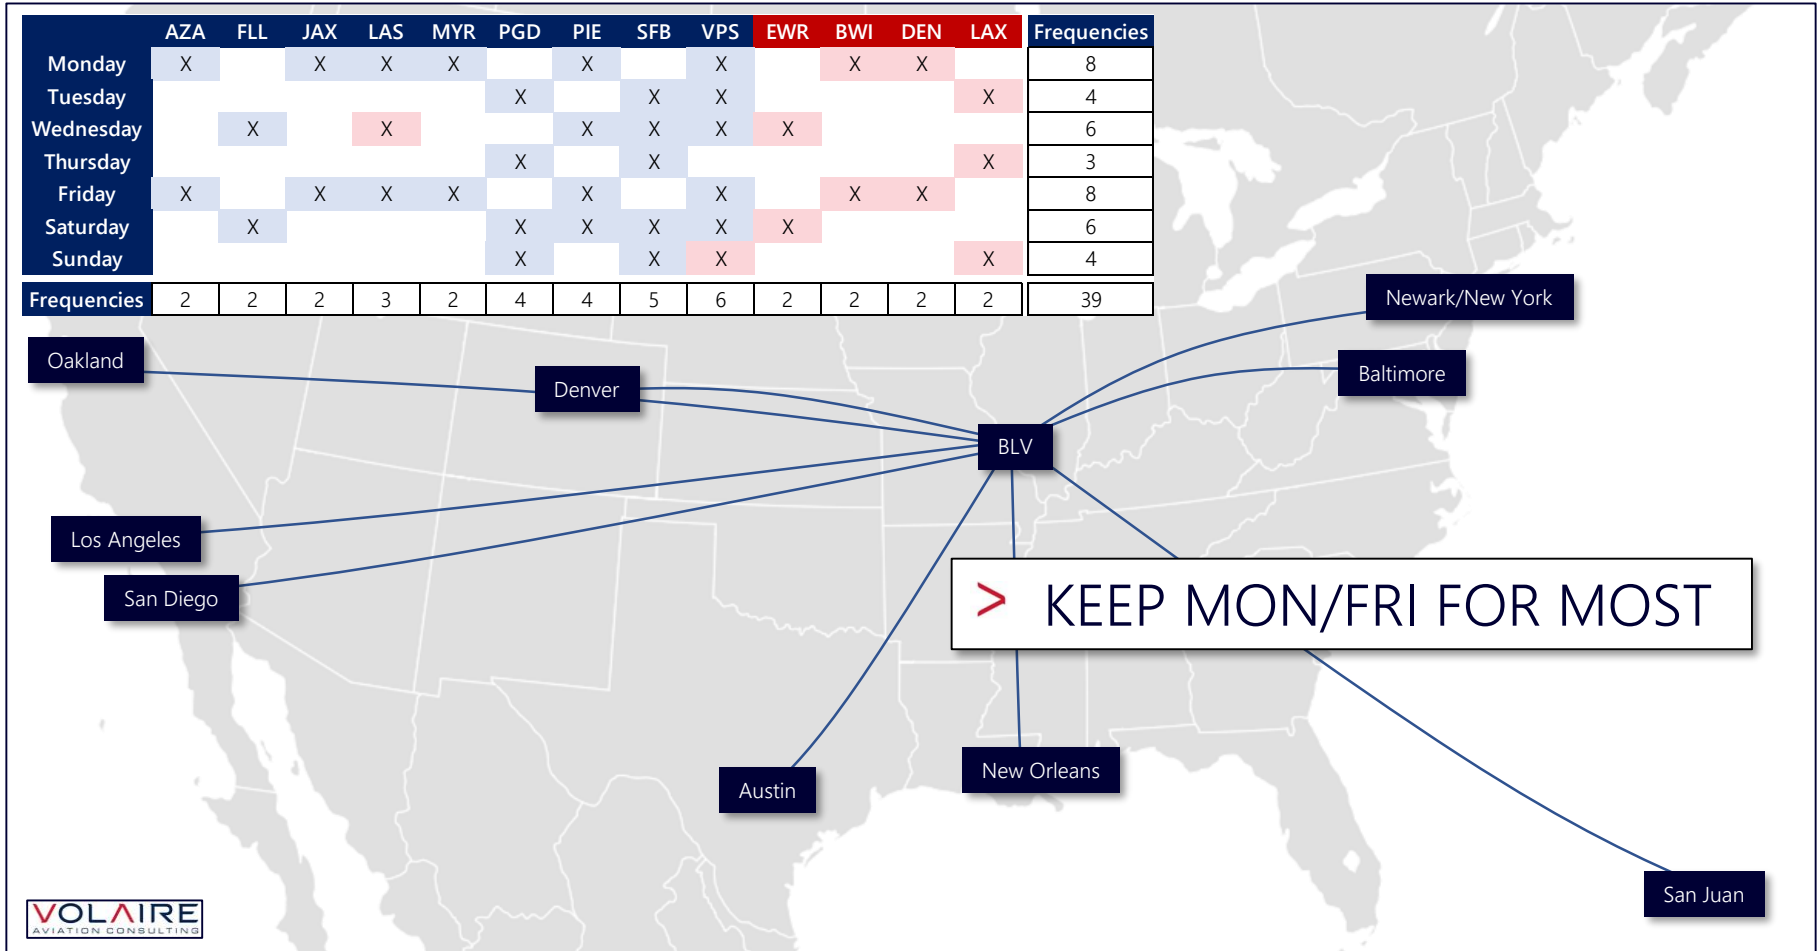 AZA FLL JAX LAS MYR PGD PIE SFB VPS EWR BWI DEN LAX Frequencies
Monday X X X X X X X X 8
Tuesday X X X X 4
Wednesday X X X X X X 6
Thursday X X X 3
Friday X X X X X X X X 8
Saturday X X X X X X 6
Sunday X X X X 4
Frequencies 2 2 2 3 2 4 4 5 6 2 2 2 2 39
Newark/New York
Oakland
Denver
Baltimore
BLV
Los Angeles
San Diego
> KEEP MON/FRI FOR MOST
New Orleans
Austin
San Juan
VOLAIRE
AVIATION CONSULTING